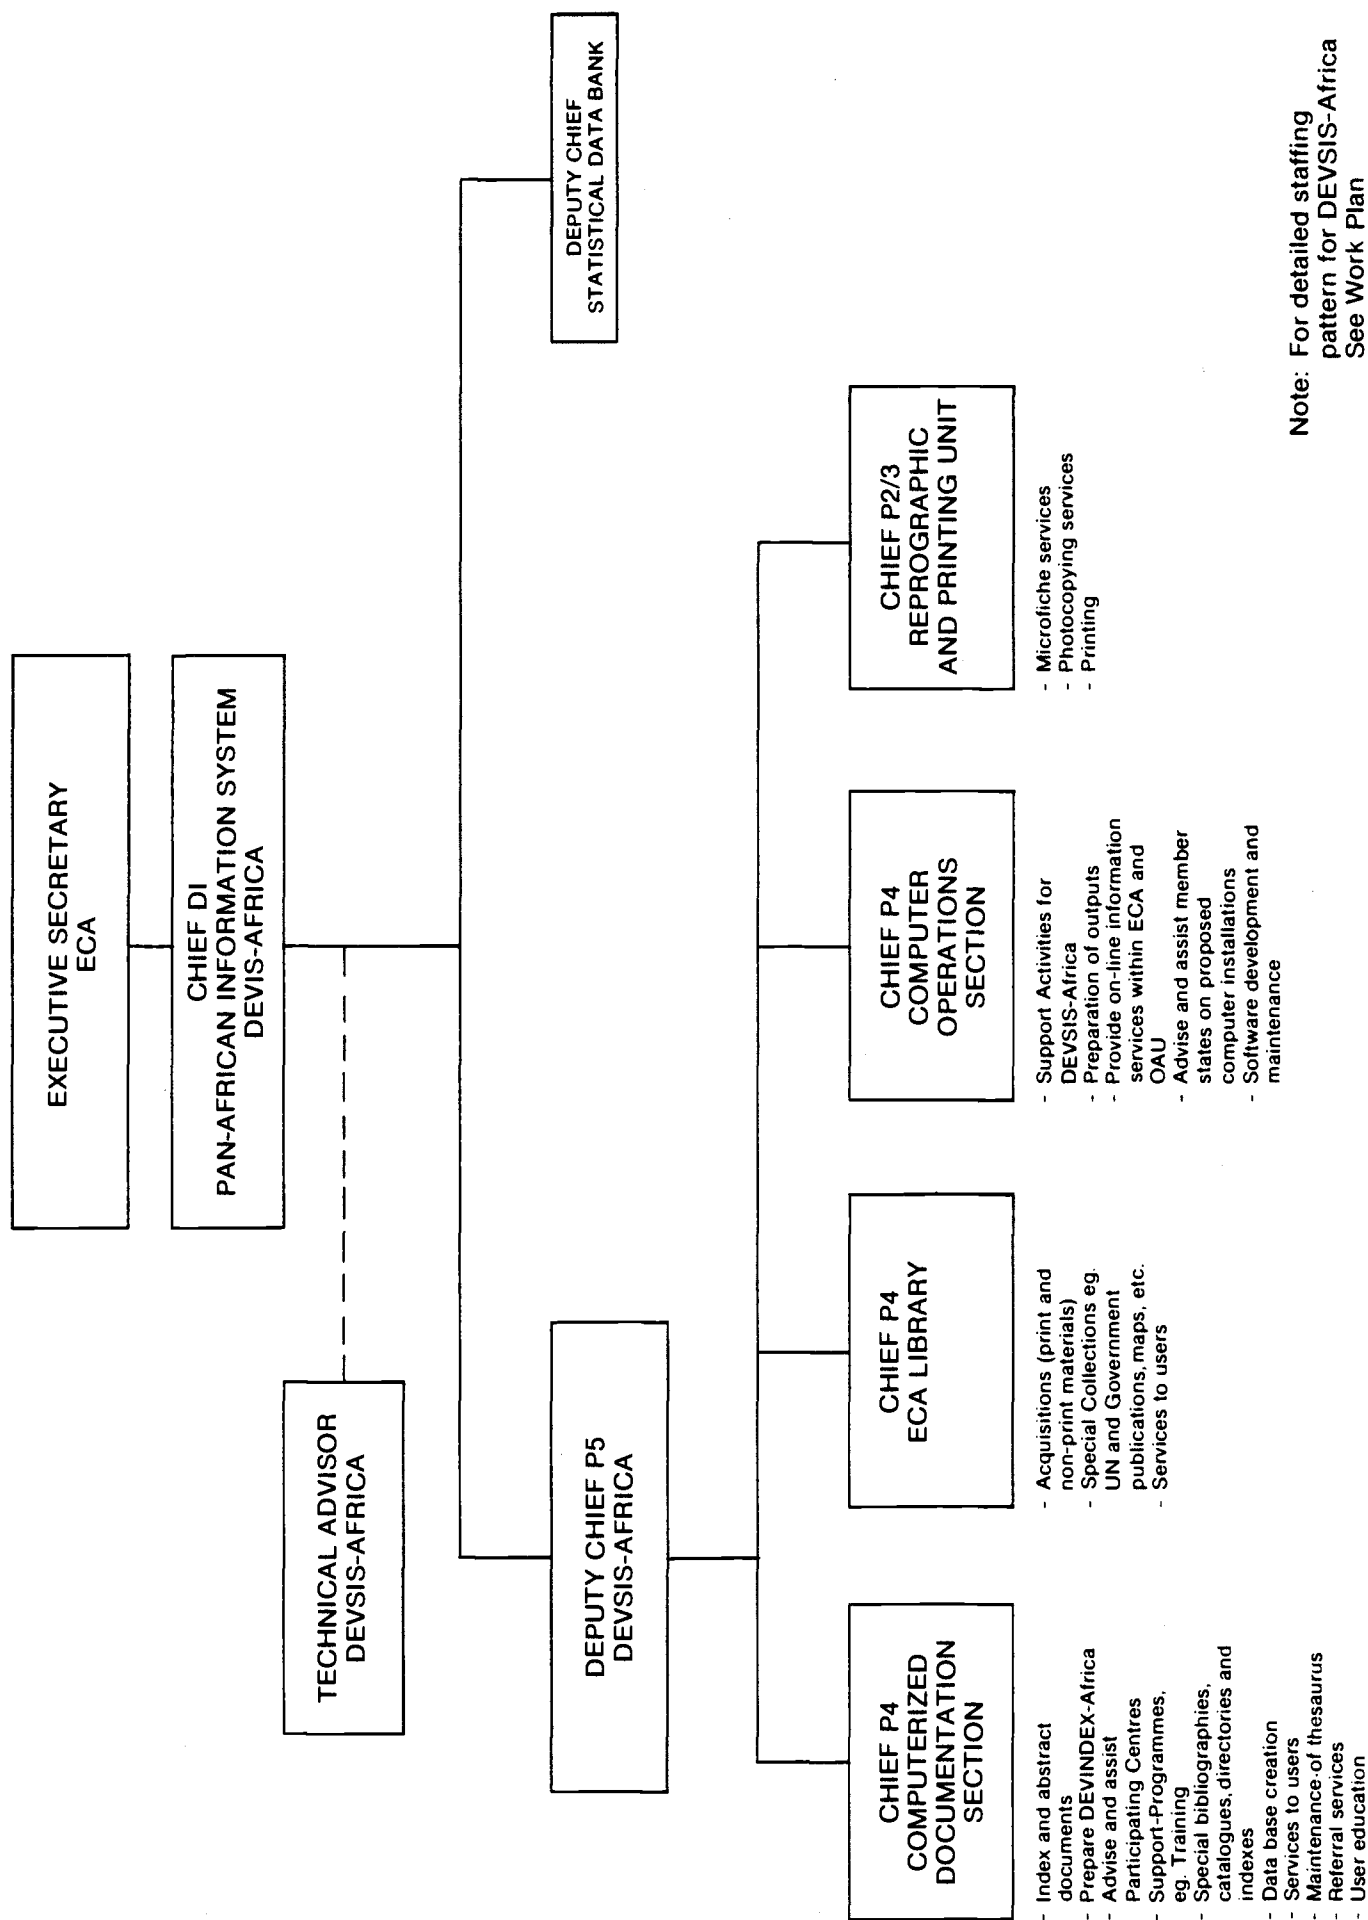 EXECUTIVE SECRETARY
ECA
CHIEF DI
PAN-AFRICAN INFORMATION SYSTEM
DEVIS-AFRICA
TECHNICAL ADVISOR
DEVSIS-AFRICA
DEPUTY CHIEF P5
DEVSIS-AFRICA
DEPUTY CHIEF
STATISTICAL DATA BANK
CHIEF P4
COMPUTERIZED
DOCUMENTATION
SECTION
- Index and abstract
documents
- Prepare DEVINDEX-Africa
- Advise and assist
Participating Centres
- Support-Programmes,
eg. Training
- Special bibliographies,
catalogues, directories and
indexes
- Data base creation
- Services to users
- Maintenance of thesaurus
- Referral services
- User education
CHIEF P4
ECA LIBRARY
- Acquisitions (print and
non-print materials)
- Special Collections eg.
UN and Government
publications, maps, etc.
- Services to users
CHIEF P4
COMPUTER
OPERATIONS
SECTION
- Support Activities for
DEVSIS-Africa
- Preparation of outputs
- Provide on-line information
services within ECA and
OAU
- Advise and assist member
states on proposed
computer installations
- Software development and
maintenance
CHIEF P2/3
REPROGRAPHIC
AND PRINTING UNIT
- Microfiche services
- Photocopying services
- Printing
Note: For detailed staffing
pattern for DEVSIS-Africa
See Work Plan